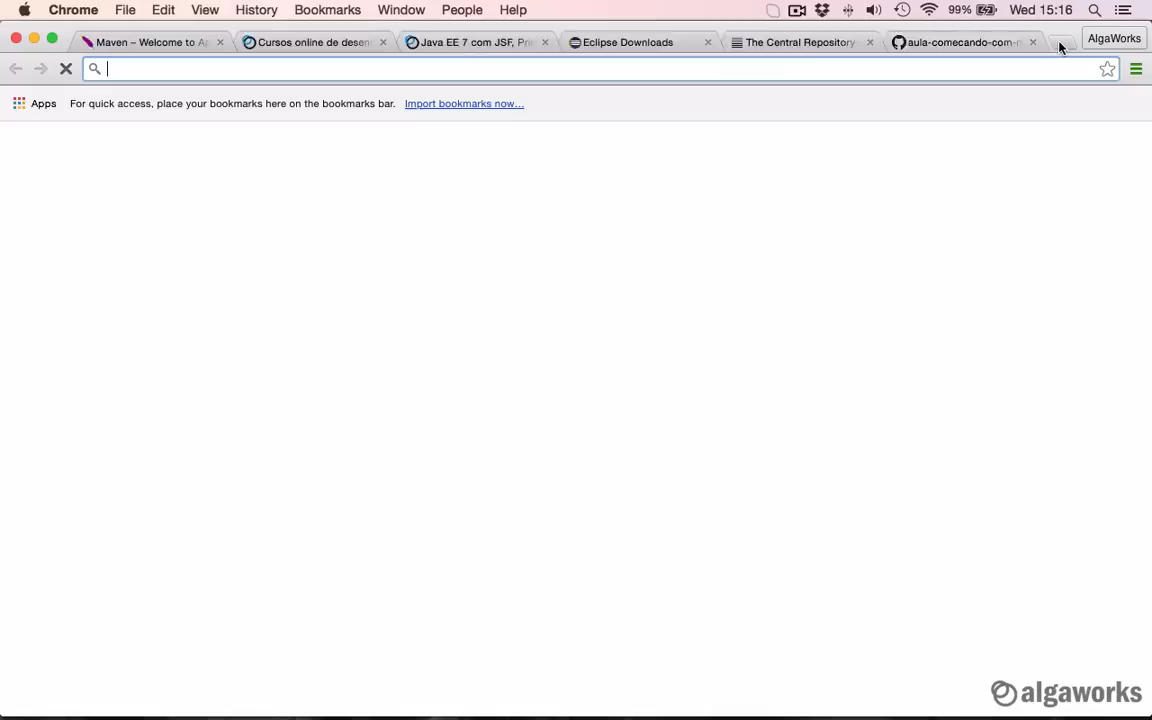 Chrome File Edit View History Bookmarks Window People Help 99% Wed 15:16
Maven – Welcome to A Cursos online de desen Java EE 7 com JSF, Pri Eclipse Downloads The Central Repository aula-comecando-com- AlgaWorks
Apps For quick access, place your bookmarks here on the bookmarks bar. Import bookmarks now...
algaworks